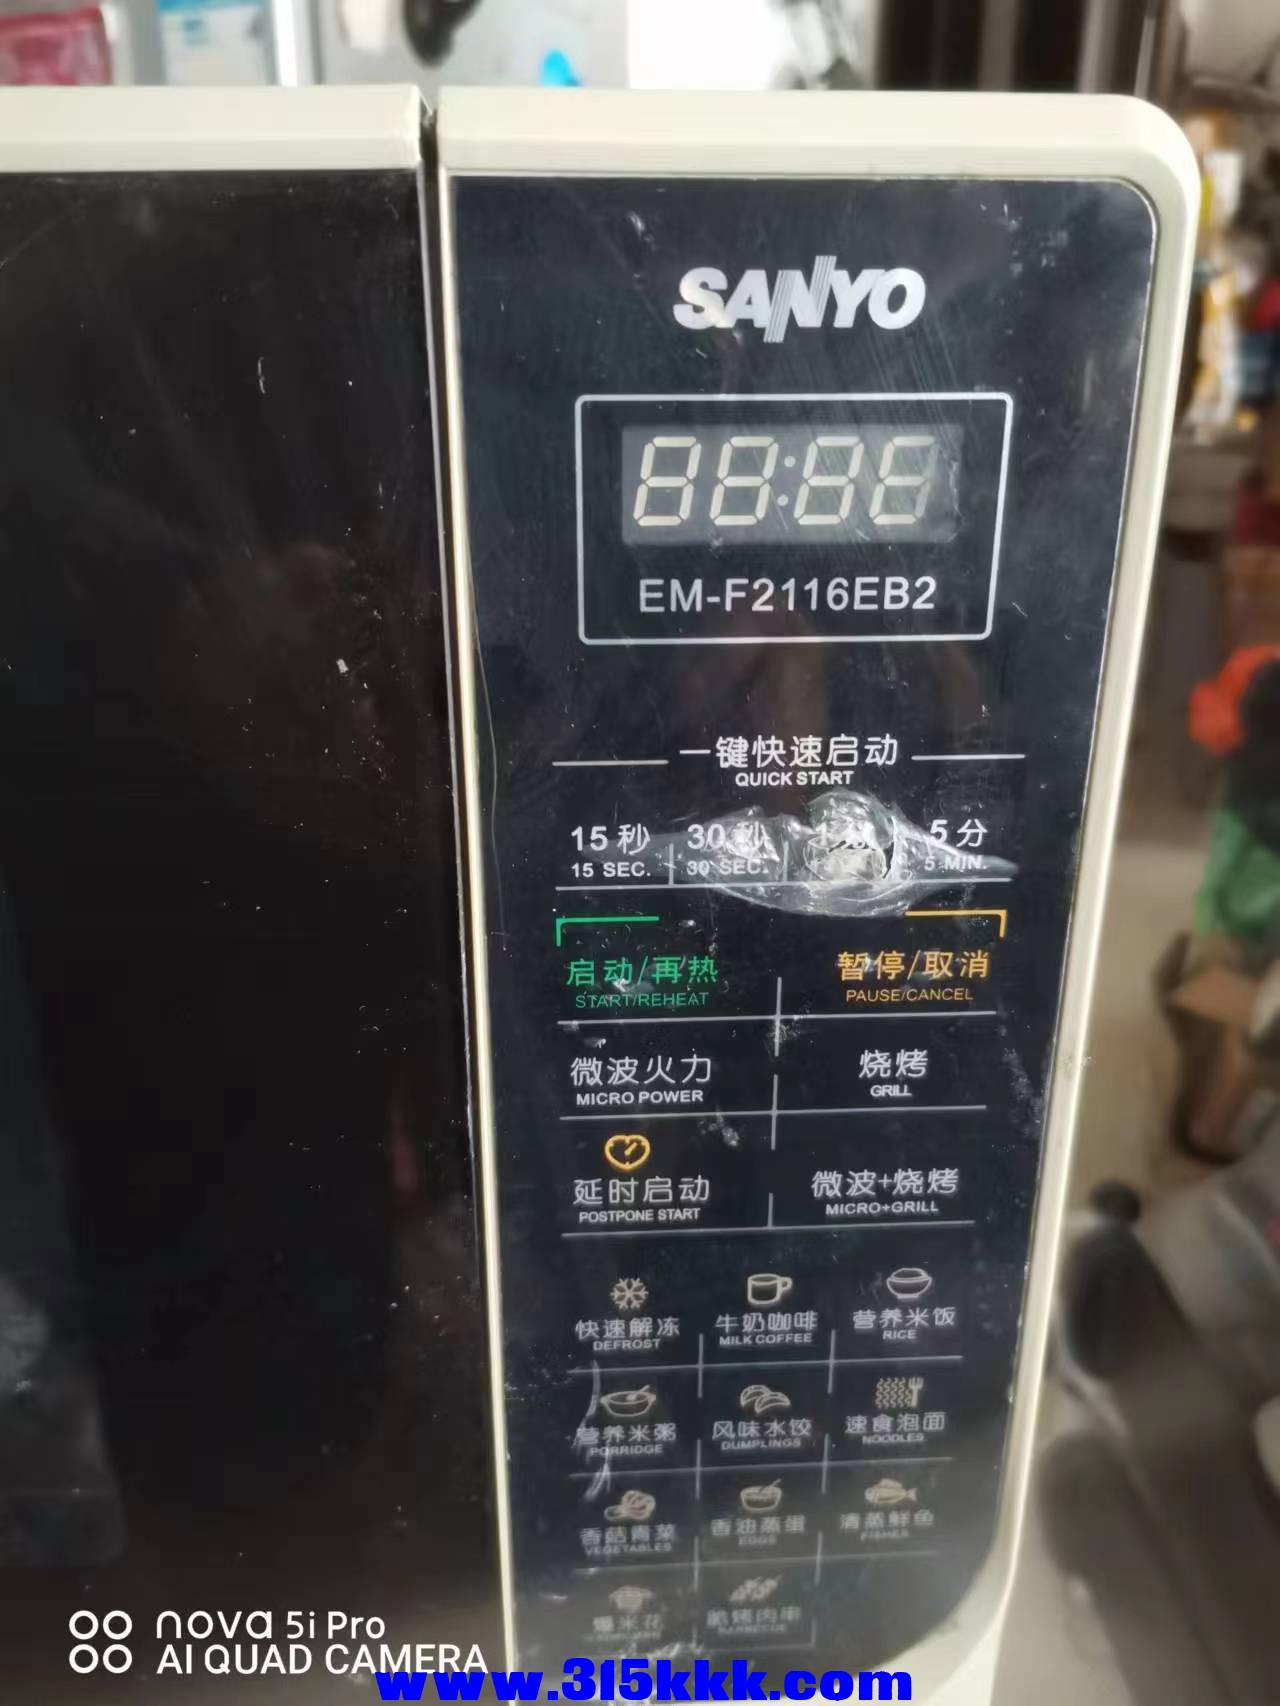 SANYO
EM-F2116EB2
一键快速启动
QUICK START
15 秒 30 秒 5 分
15 SEC. 30 SEC. 5 MIN.
启动/再热 暂停/取消
START/REHEAT PAUSE/CANCEL
微波火力 烧烤
MICRO POWER GRILL
延时启动 微波+烧烤
POSTPONE START MICRO+GRILL
快速解冻 牛奶咖啡 营养米饭
DEFROST MILK COFFEE RICE
营养米粥 风味水饺 速食泡面
PORRIDGE DUMPLINGS NOODLES
香菇青菜 香油蒸蛋 清蒸鲜鱼
VEGETABLES EGGS FISHES
爆米花 脆烤肉串
BARBECUE
nova 5i Pro
AI QUAD CAMERA
www.315kkk.com